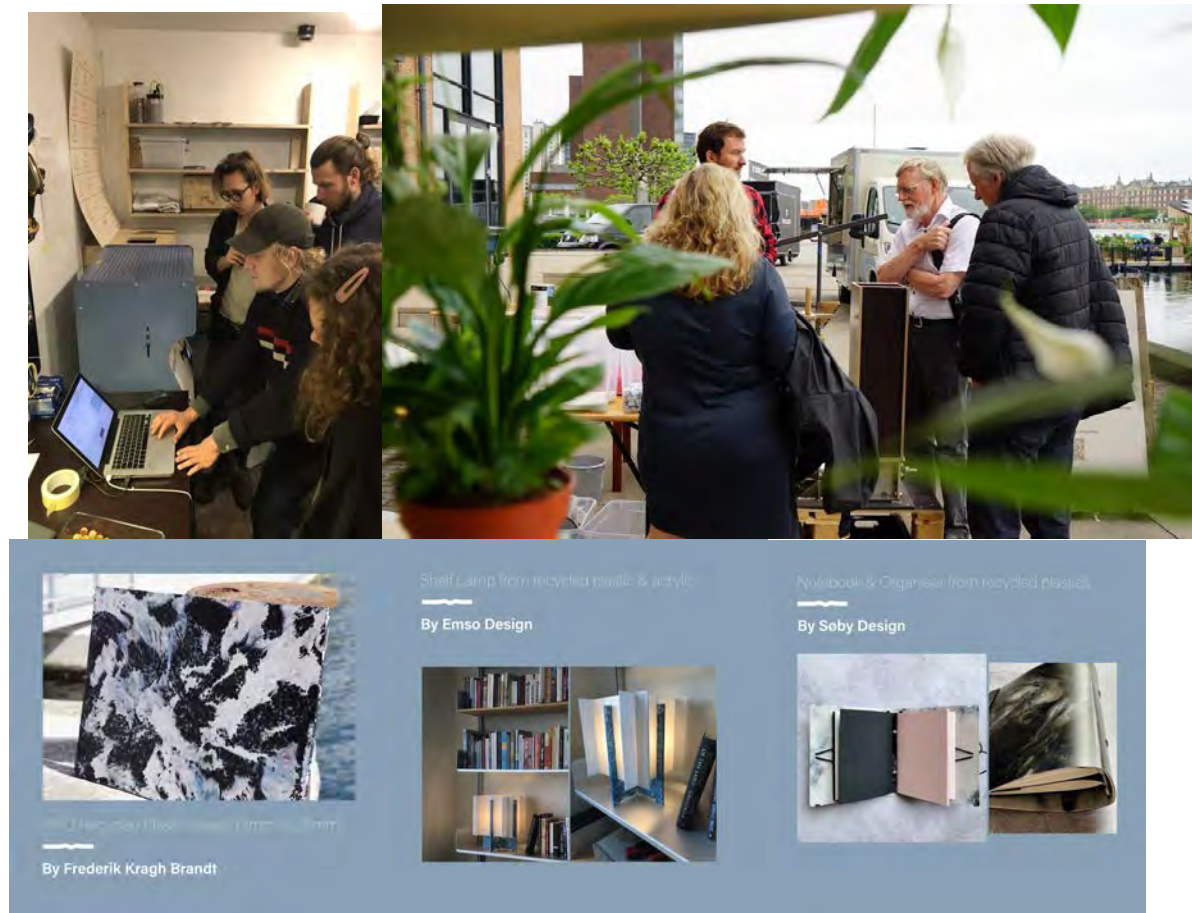 Shelf Lamp from recycled plastic & acrylic
By Emso Design
Notebook & Organiser from recycled plastics
By Søby Design
By Frederik Kragh Brandt